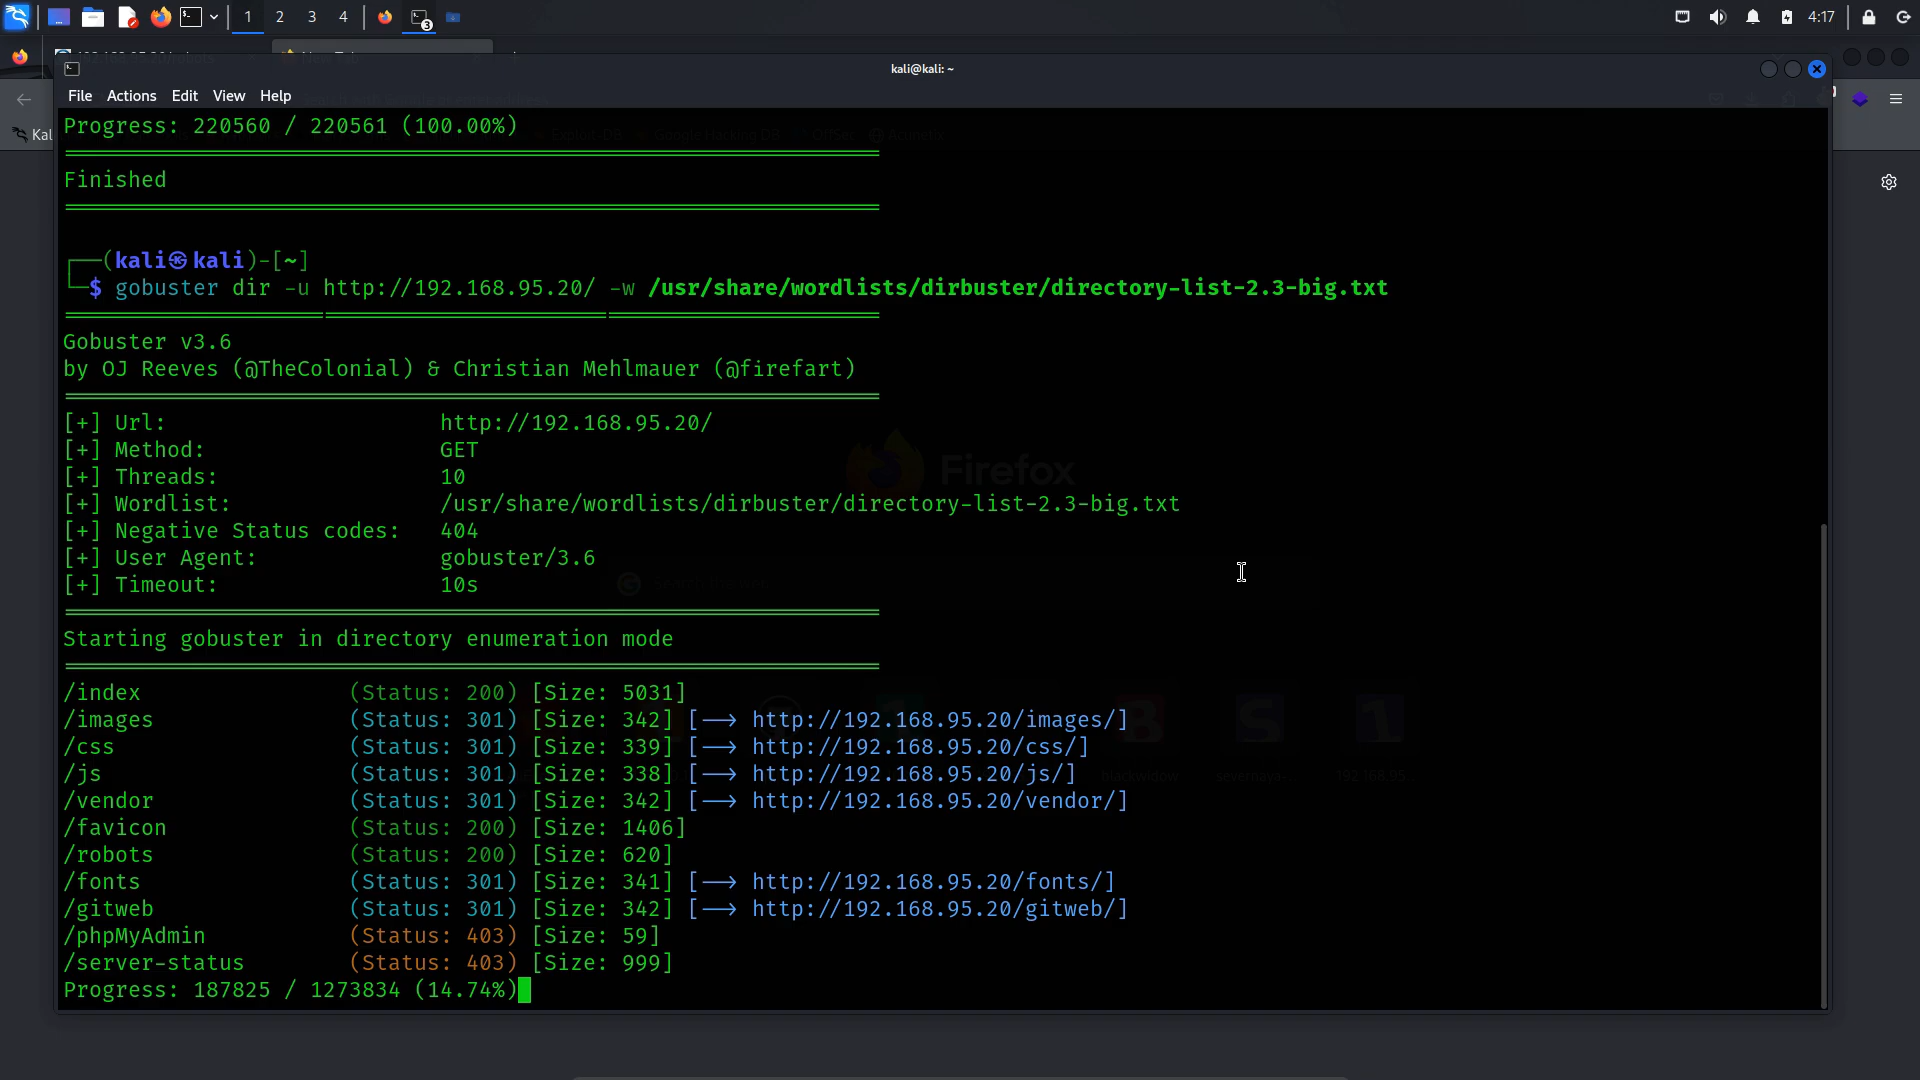 1 2 3 4 3 4:17
kali@kali: ~
File Actions Edit View Help
Kal
Progress: 220560 / 220561 (100.00%)
Finished
(kali㉿kali)-[~]
$ gobuster dir -u http://192.168.95.20/ -w /usr/share/wordlists/dirbuster/directory-list-2.3-big.txt
Gobuster v3.6
by OJ Reeves (@TheColonial) & Christian Mehlmauer (@firefart)
[+] Url: http://192.168.95.20/
[+] Method: GET
[+] Threads: 10
[+] Wordlist: /usr/share/wordlists/dirbuster/directory-list-2.3-big.txt
[+] Negative Status codes: 404
[+] User Agent: gobuster/3.6
[+] Timeout: 10s
Firefox
Starting gobuster in directory enumeration mode
/index (Status: 200) [Size: 5031]
/images (Status: 301) [Size: 342] [--> http://192.168.95.20/images/]
/css (Status: 301) [Size: 339] [--> http://192.168.95.20/css/]
/js (Status: 301) [Size: 338] [--> http://192.168.95.20/js/]
/vendor (Status: 301) [Size: 342] [--> http://192.168.95.20/vendor/]
/favicon (Status: 200) [Size: 1406]
/robots (Status: 200) [Size: 620]
/fonts (Status: 301) [Size: 341] [--> http://192.168.95.20/fonts/]
/gitweb (Status: 301) [Size: 342] [--> http://192.168.95.20/gitweb/]
/phpMyAdmin (Status: 403) [Size: 59]
/server-status (Status: 403) [Size: 999]
Progress: 187825 / 1273834 (14.74%)